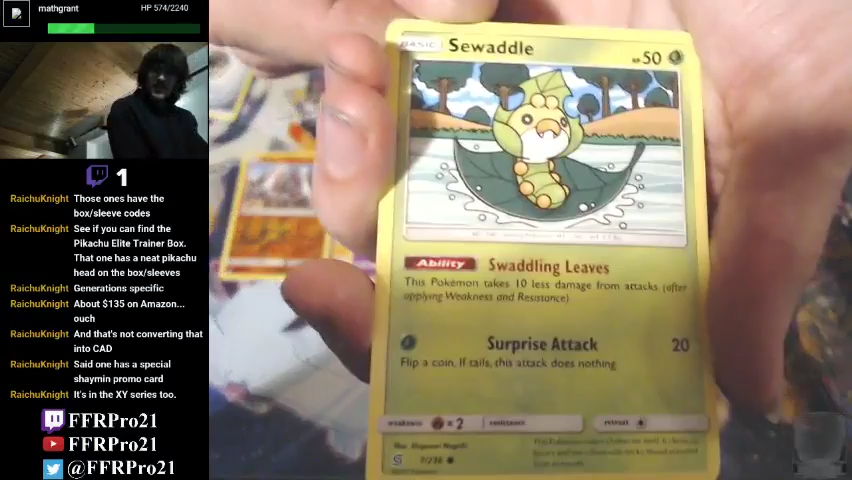 mathgrant
HP 574/2240
1
RaichuKnight Those ones have the
box/sleeve codes
RaichuKnight See if you can find the
Pikachu Elite Trainer Box.
That one has a neat pikachu
head on the box/sleeves
RaichuKnight Generations specific
RaichuKnight About $135 on Amazon...
ouch
RaichuKnight And that's not converting that
into CAD
RaichuKnight Said one has a special
shaymin promo card
RaichuKnight It's in the XY series too.
FFRPro21
FFRPro21
@FFRPro21
BASIC Sewaddle HP 50
Ability Swaddling Leaves
This Pokémon takes 10 less damage from attacks (after
applying Weakness and Resistance).
Surprise Attack 20
Flip a coin. If tails, this attack does nothing
weakness x 2 resistance retreat
7/236